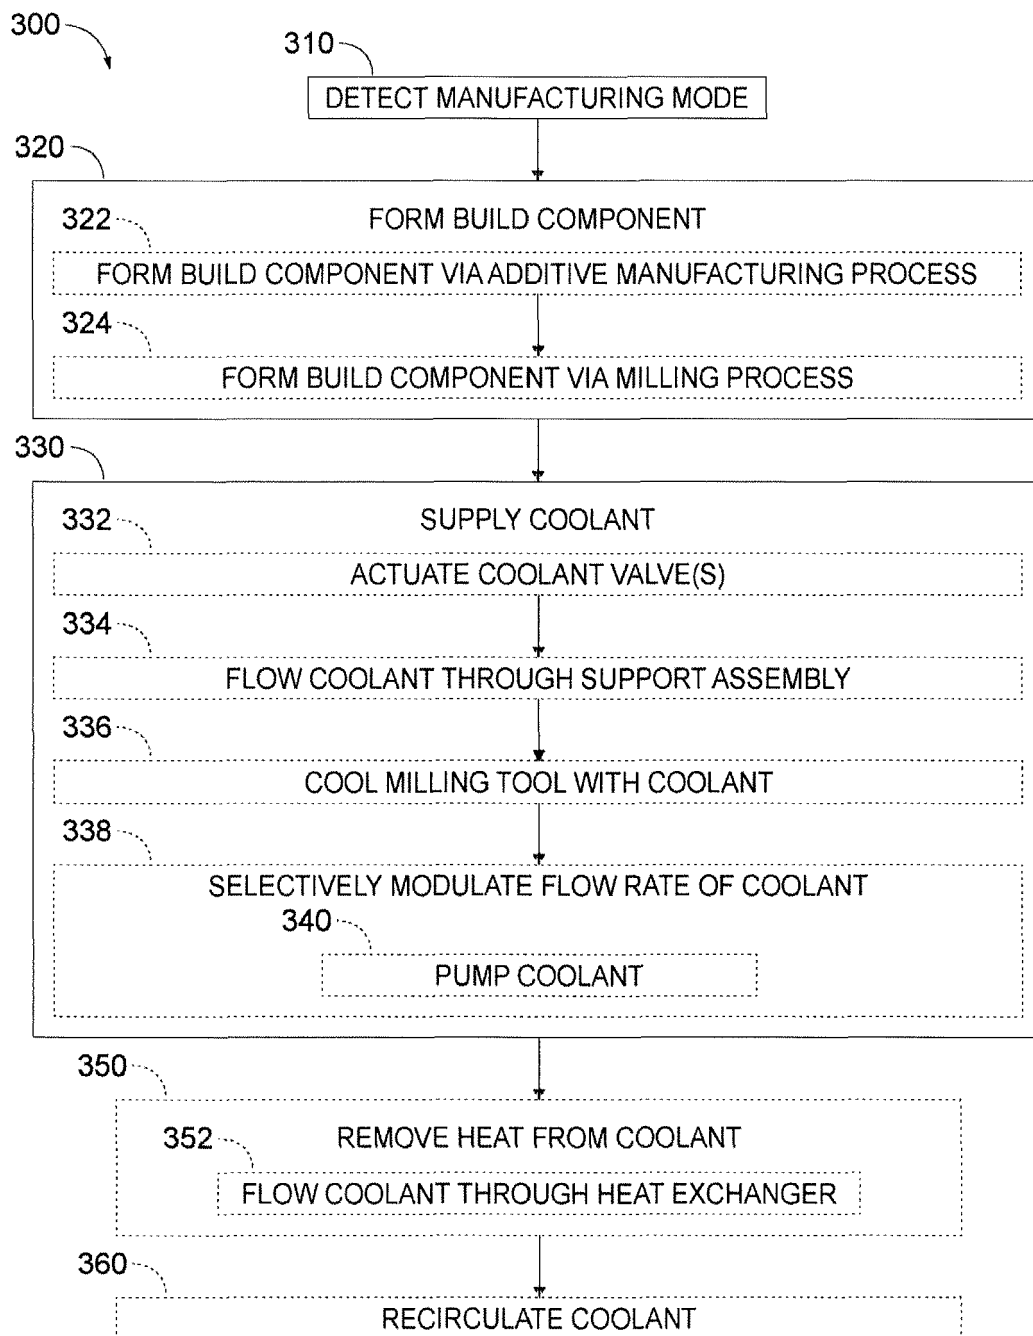 300
310
DETECT MANUFACTURING MODE
320
FORM BUILD COMPONENT
322
FORM BUILD COMPONENT VIA ADDITIVE MANUFACTURING PROCESS
324
FORM BUILD COMPONENT VIA MILLING PROCESS
330
SUPPLY COOLANT
332
ACTUATE COOLANT VALVE(S)
334
FLOW COOLANT THROUGH SUPPORT ASSEMBLY
336
COOL MILLING TOOL WITH COOLANT
338
SELECTIVELY MODULATE FLOW RATE OF COOLANT
340
PUMP COOLANT
350
REMOVE HEAT FROM COOLANT
352
FLOW COOLANT THROUGH HEAT EXCHANGER
360
RECIRCULATE COOLANT